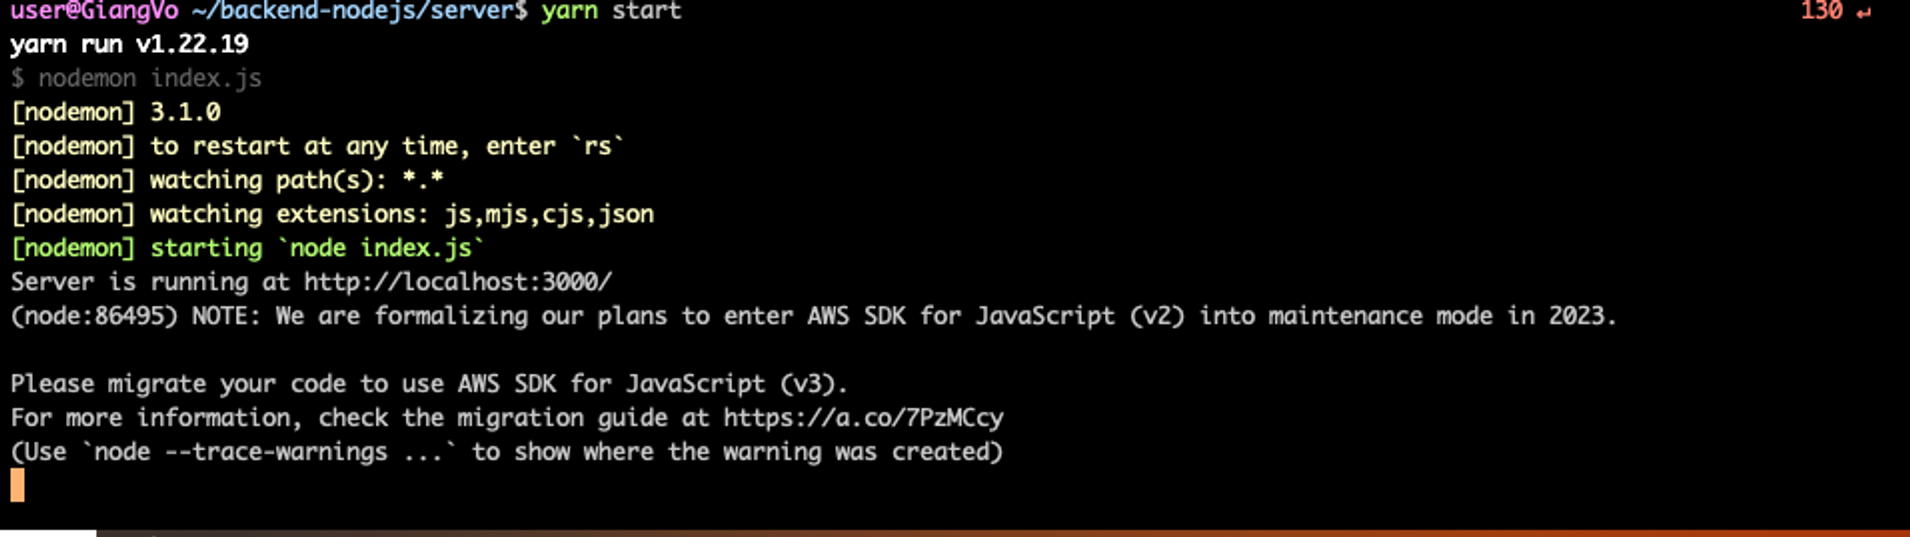 user@GiangVo ~/backend-nodejs/server$ yarn start 130 ↵
yarn run v1.22.19
$ nodemon index.js
[nodemon] 3.1.0
[nodemon] to restart at any time, enter `rs`
[nodemon] watching path(s): *.*
[nodemon] watching extensions: js,mjs,cjs,json
[nodemon] starting `node index.js`
Server is running at http://localhost:3000/
(node:86495) NOTE: We are formalizing our plans to enter AWS SDK for JavaScript (v2) into maintenance mode in 2023.
Please migrate your code to use AWS SDK for JavaScript (v3).
For more information, check the migration guide at https://a.co/7PzMCcy
(Use `node --trace-warnings ...` to show where the warning was created)